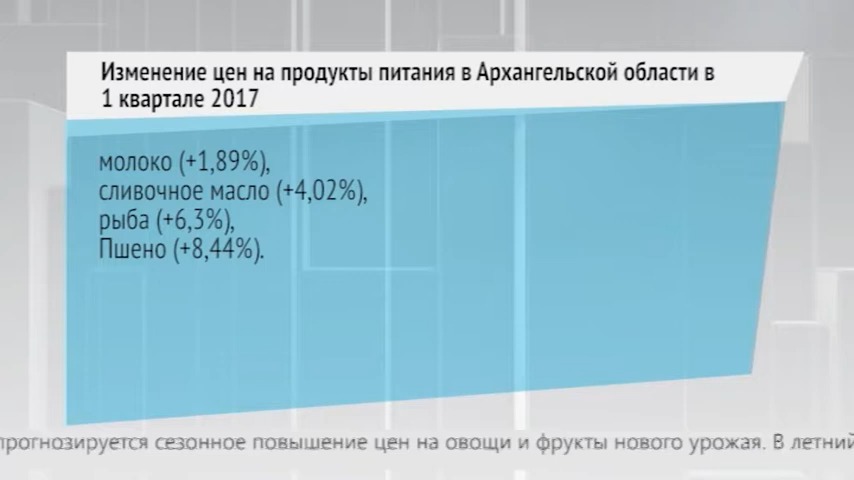 Изменение цен на продукты питания в Архангельской области в
1 квартале 2017
молоко (+1,89%),
сливочное масло (+4,02%),
рыба (+6,3%),
Пшено (+8,44%).
прогнозируется сезонное повышение цен на овощи и фрукты нового урожая. В летний